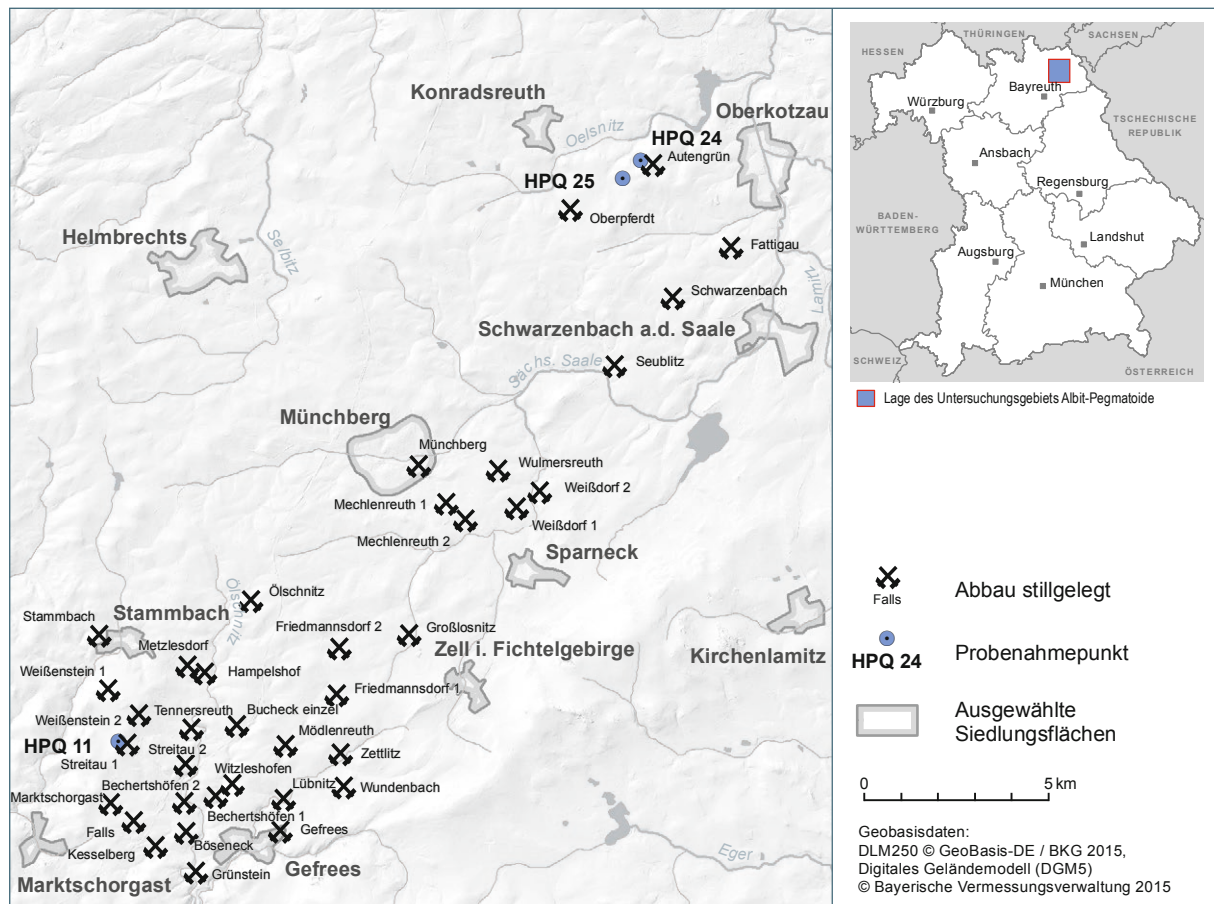 Konradsreuth
Oelsnitz
Oberkotzau
HPQ 24
Autengrün
HPQ 25
Oberpferdt
Helmbrechts
Selbitz
Fattigau
Lamitz
Schwarzenbach
Schwarzenbach a.d. Saale
Sächs. Saale
Seublitz
Münchberg
Münchberg
Wulmersreuth
Weißdorf 2
Mechlenreuth 1
Weißdorf 1
Mechlenreuth 2
Sparneck
Ölschnitz
Ölschnitz
Stammbach
Stammbach
Friedmannsdorf 2
Großlosnitz
Metzlesdorf
Zell i. Fichtelgebirge
Kirchenlamitz
Hampelshof
Weißenstein 1
Friedmannsdorf 1
Tennersreuth
Bucheck einzel
Weißenstein 2
Mödlenreuth
HPQ 11
Streitau 2
Zettlitz
Streitau 1
Witzleshofen
Bechertshöfen 2
Lübnitz
Wundenbach
Marktschorgast
Bechertshöfen 1
Falls
Gefrees
Böseneck
Kesselberg
Eger
Grünstein
Gefrees
Marktschorgast
THÜRINGEN
SACHSEN
HESSEN
Bayreuth
Würzburg
TSCHECHISCHE
REPUBLIK
Ansbach
Regensburg
BADEN-
WÜRTTEMBERG
Landshut
Augsburg
München
SCHWEIZ
ÖSTERREICH
Lage des Untersuchungsgebiets Albit-Pegmatoide
Falls
Abbau stillgelegt
HPQ 24
Probenahmepunkt
Ausgewählte
Siedlungsflächen
0 5 km
Geobasisdaten:
DLM250 © GeoBasis-DE / BKG 2015,
Digitales Geländemodell (DGM5)
© Bayerische Vermessungsverwaltung 2015